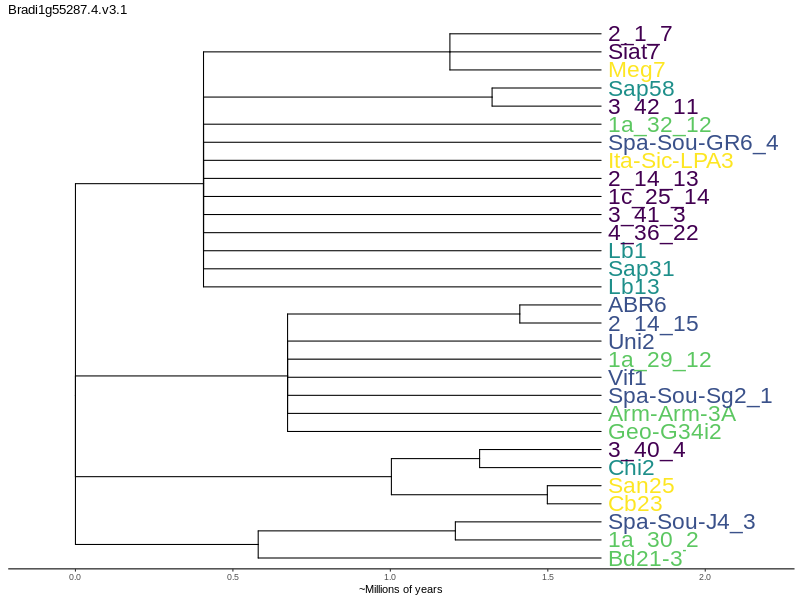 Bradi1g55287.4.v3.1
2_1_7
Siat7
Meg7
Sap58
3_42_11
1a_32_12
Spa-Sou-GR6_4
Ita-Sic-LPA3
2_14_13
1c_25_14
3_41_3
4_36_22
Lb1
Sap31
Lb13
ABR6
2_14_15
Uni2
1a_29_12
Vif1
Spa-Sou-Sg2_1
Arm-Arm-3A
Geo-G34i2
3_40_4
Chi2
San25
Cb23
Spa-Sou-J4_3
1a_30_2
Bd21-3
0.0 0.5 1.0 1.5 2.0
~Millions of years